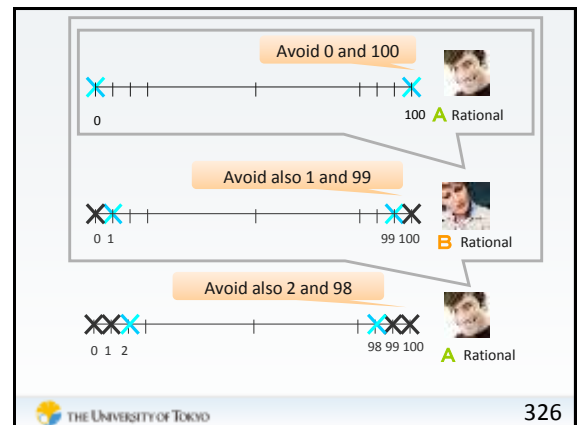 Avoid 0 and 100
0 100 A Rational
Avoid also 1 and 99
0 1 99 100 B Rational
Avoid also 2 and 98
0 1 2 98 99 100 A Rational
THE UNIVERSITY OF TOKYO 326